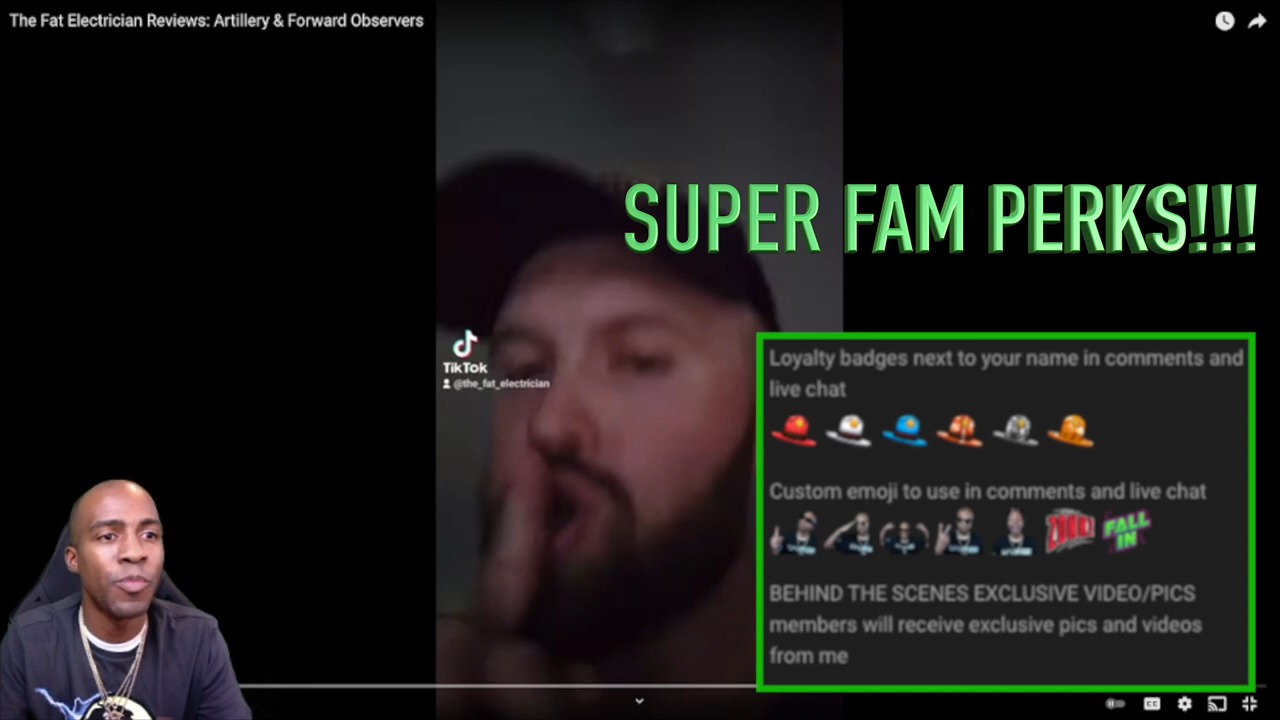 The Fat Electrician Reviews: Artillery & Forward Observers
SUPER FAM PERKS!!!
TikTok
@the_fat_electrician
Loyalty badges next to your name in comments and
live chat
Custom emoji to use in comments and live chat
FALL
IN
BEHIND THE SCENES EXCLUSIVE VIDEO/PICS
members will receive exclusive pics and videos
from me
CC